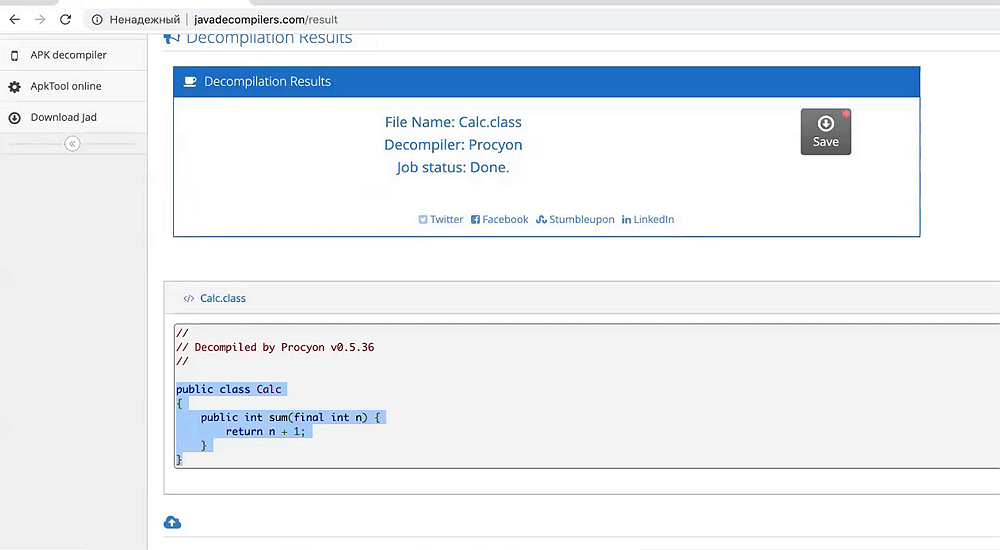 Ненадежный | javadecompilers.com/result
APK decompiler
ApkTool online
Download Jad
Decompilation Results
Decompilation Results
File Name: Calc.class
Decompiler: Procyon
Job status: Done.
Save
Twitter Facebook Stumbleupon LinkedIn
Calc.class
//
// Decompiled by Procyon v0.5.36
//
public class Calc
{
    public int sum(final int n) {
        return n + 1;
    }
}